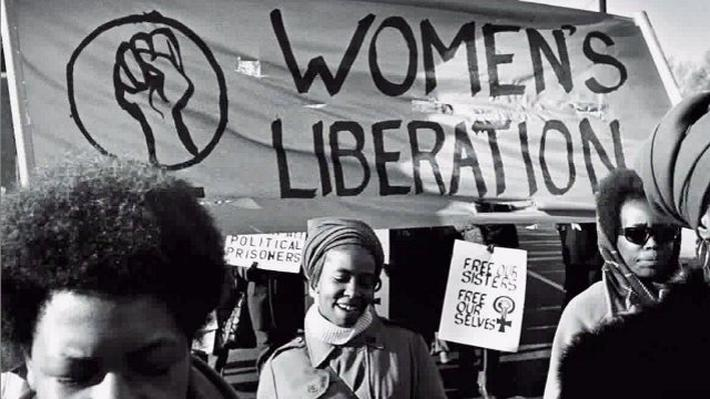 WOMEN'S
LIBERATION
POLITICAL
PRISONERS
FREE OUR
SISTERS
FREE
OUR
SELVES